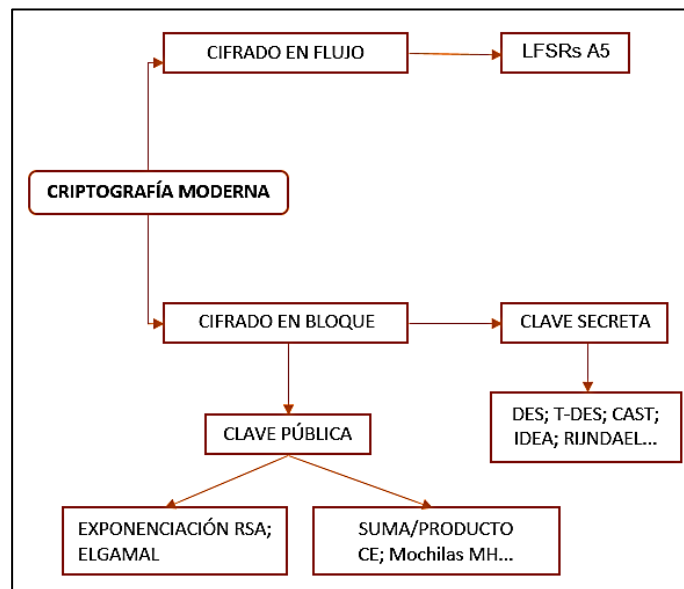 CIFRADO EN FLUJO
LFSRs A5
CRIPTOGRAFÍA MODERNA
CIFRADO EN BLOQUE
CLAVE SECRETA
DES; T-DES; CAST;
IDEA; RIJNDAEL...
CLAVE PÚBLICA
EXPONENCIACIÓN RSA;
ELGAMAL
SUMA/PRODUCTO
CE; Mochilas MH...